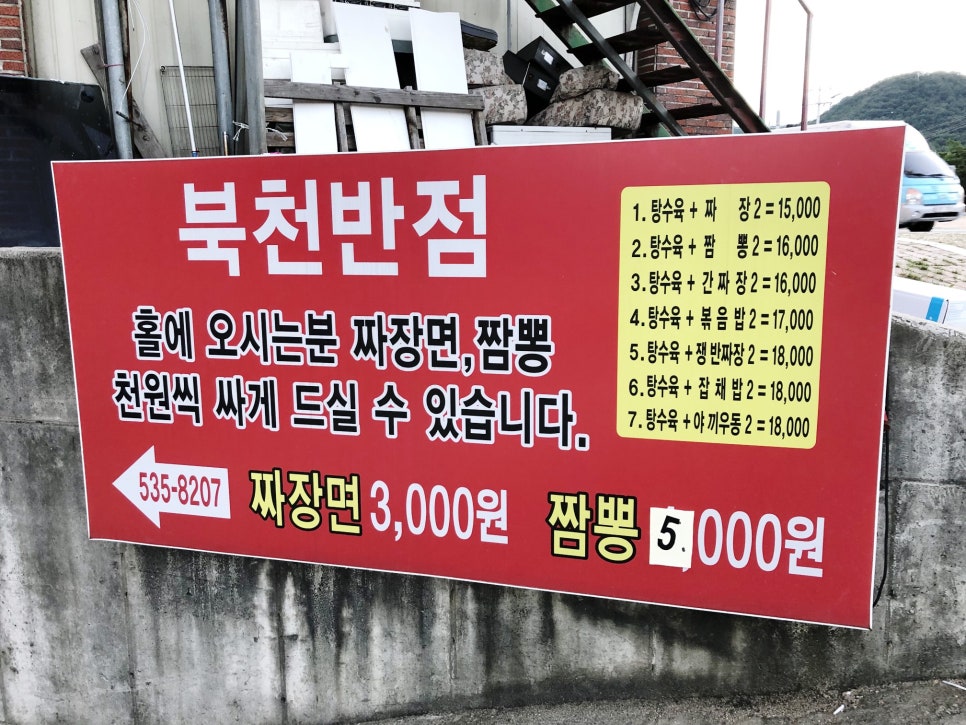 북천반점
홀에 오시는분 짜장면,짬뽕
천원씩 싸게 드실 수 있습니다.
535-8207
짜장면 3,000원
짬뽕 5,000원
1. 탕수육 + 짜 장 2 = 15,000
2. 탕수육 + 짬 뽕 2 = 16,000
3. 탕수육 + 간 짜 장 2 = 16,000
4. 탕수육 + 볶 음 밥 2 = 17,000
5. 탕수육 + 쟁 반 짜장 2 = 18,000
6. 탕수육 + 잡 채 밥 2 = 18,000
7. 탕수육 + 야 끼우동 2 = 18,000